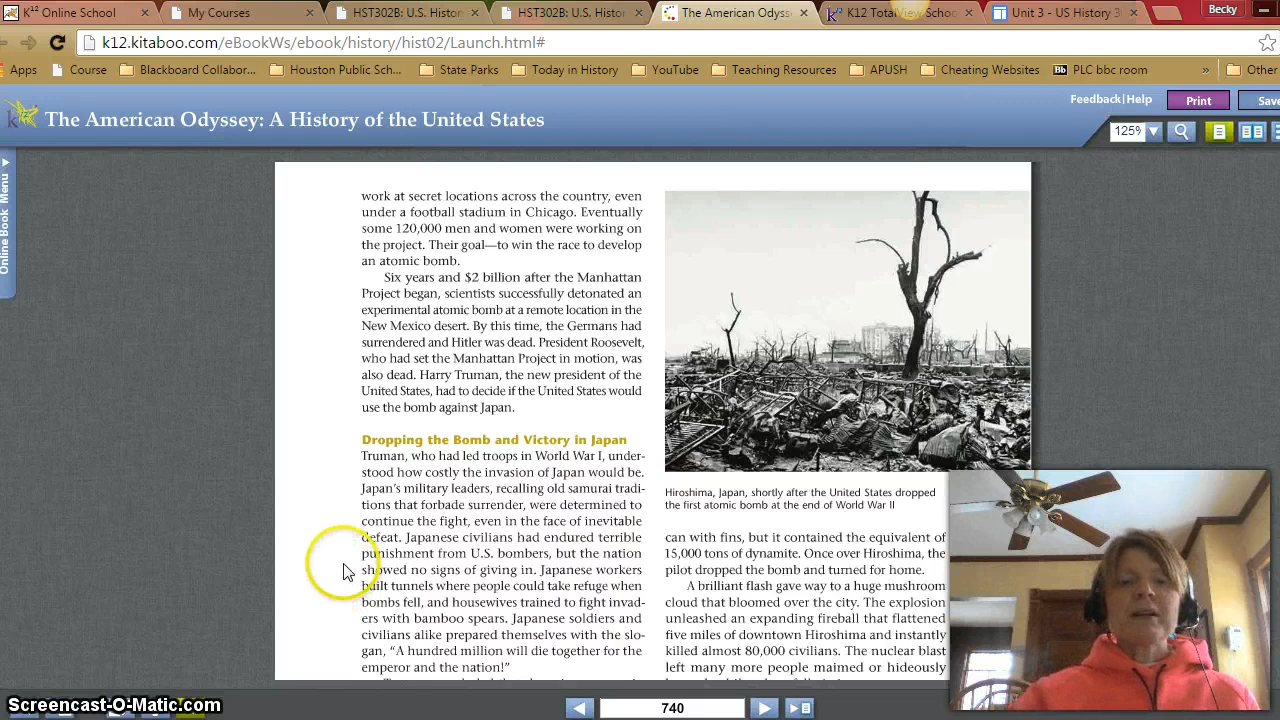 K¹² Online School
My Courses
HST302B: U.S. Histor
HST302B: U.S. Histor
The American Odyss
K12 TotalView Schoo
Unit 3 - US History 3
Becky
k12.kitaboo.com/eBookWs/ebook/history/hist02/Launch.html#
Apps
Course
Blackboard Collabor...
Houston Public Sch...
State Parks
Today in History
YouTube
Teaching Resources
APUSH
Cheating Websites
Bb PLC bbc room
»
Other
Feedback|Help
Print
Save
The American Odyssey: A History of the United States
125%
Online Book Menu
work at secret locations across the country, even
under a football stadium in Chicago. Eventually
some 120,000 men and women were working on
the project. Their goal—to win the race to develop
an atomic bomb.
Six years and $2 billion after the Manhattan
Project began, scientists successfully detonated an
experimental atomic bomb at a remote location in the
New Mexico desert. By this time, the Germans had
surrendered and Hitler was dead. President Roosevelt,
who had set the Manhattan Project in motion, was
also dead. Harry Truman, the new president of the
United States, had to decide if the United States would
use the bomb against Japan.
Dropping the Bomb and Victory in Japan
Truman, who had led troops in World War I, under-
stood how costly the invasion of Japan would be.
Japan's military leaders, recalling old samurai tradi-
tions that forbade surrender, were determined to
continue the fight, even in the face of inevitable
defeat. Japanese civilians had endured terrible
punishment from U.S. bombers, but the nation
showed no signs of giving in. Japanese workers
built tunnels where people could take refuge when
bombs fell, and housewives trained to fight invad-
ers with bamboo spears. Japanese soldiers and
civilians alike prepared themselves with the slo-
gan, “A hundred million will die together for the
emperor and the nation!”
Hiroshima, Japan, shortly after the United States dropped
the first atomic bomb at the end of World War II
can with fins, but it contained the equivalent of
15,000 tons of dynamite. Once over Hiroshima, the
pilot dropped the bomb and turned for home.
A brilliant flash gave way to a huge mushroom
cloud that bloomed over the city. The explosion
unleashed an expanding fireball that flattened
five miles of downtown Hiroshima and instantly
killed almost 80,000 civilians. The nuclear blast
left many more people maimed or hideously
740
Screencast-O-Matic.com